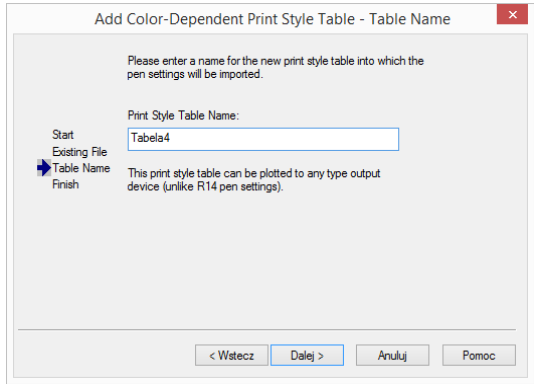 Add Color-Dependent Print Style Table - Table Name
Please enter a name for the new print style table into which the
pen settings will be imported.
Print Style Table Name:
Tabela4
Start
Existing File
Table Name
Finish
This print style table can be plotted to any type output
device (unlike R14 pen settings).
< Wstecz
Dalej >
Anuluj
Pomoc